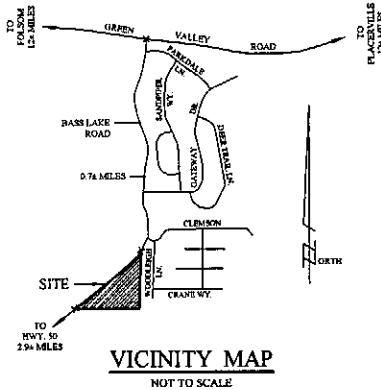 TO
FOLSOM
12± MILES
GREEN VALLEY ROAD
TO
PLACERVILLE
PARKDALE
LN.
SANDPIPER
WY.
BASS LAKE
ROAD
0.7± MILES
GATEWAY
DR
DEER TRAIL LN.
CLEMSON
SITE
WOODLEIGH
LN.
CRANE WY.
ORTH
TO
HWY. 50
2.9± MILES
VICINITY MAP
NOT TO SCALE